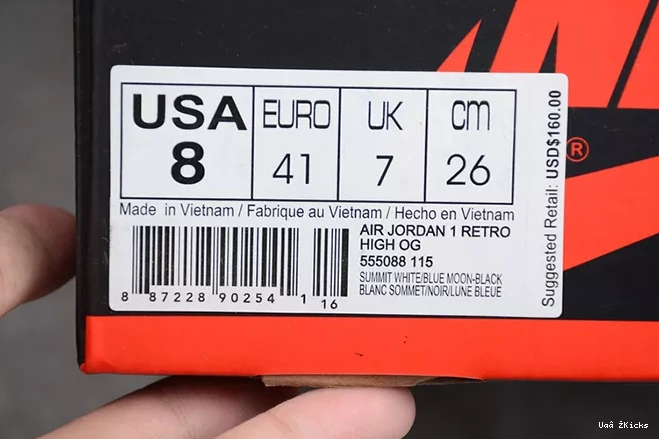 USA EURO UK cm
8 41 7 26
Made in Vietnam / Fabrique au Vietnam / Hecho en Vietnam
AIR JORDAN 1 RETRO
HIGH OG
555088 115
SUMMIT WHITE/BLUE MOON-BLACK
BLANC SOMMET/NOIR/LUNE BLEUE
8 87228 90254 1 16
Suggested Retail: USD$160.00
®
Uaâ ŽKicks